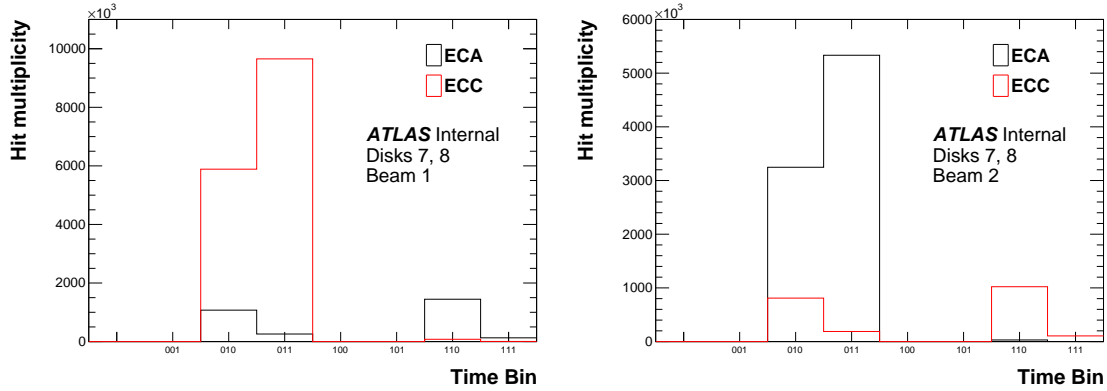 ×10³
Hit multiplicity
10000
8000
6000
4000
2000
0
ECA
ECC
ATLAS Internal
Disks 7, 8
Beam 1
001 010 011 100 101 110 111
Time Bin
×10³
Hit multiplicity
6000
5000
4000
3000
2000
1000
0
ECA
ECC
ATLAS Internal
Disks 7, 8
Beam 2
001 010 011 100 101 110 111
Time Bin